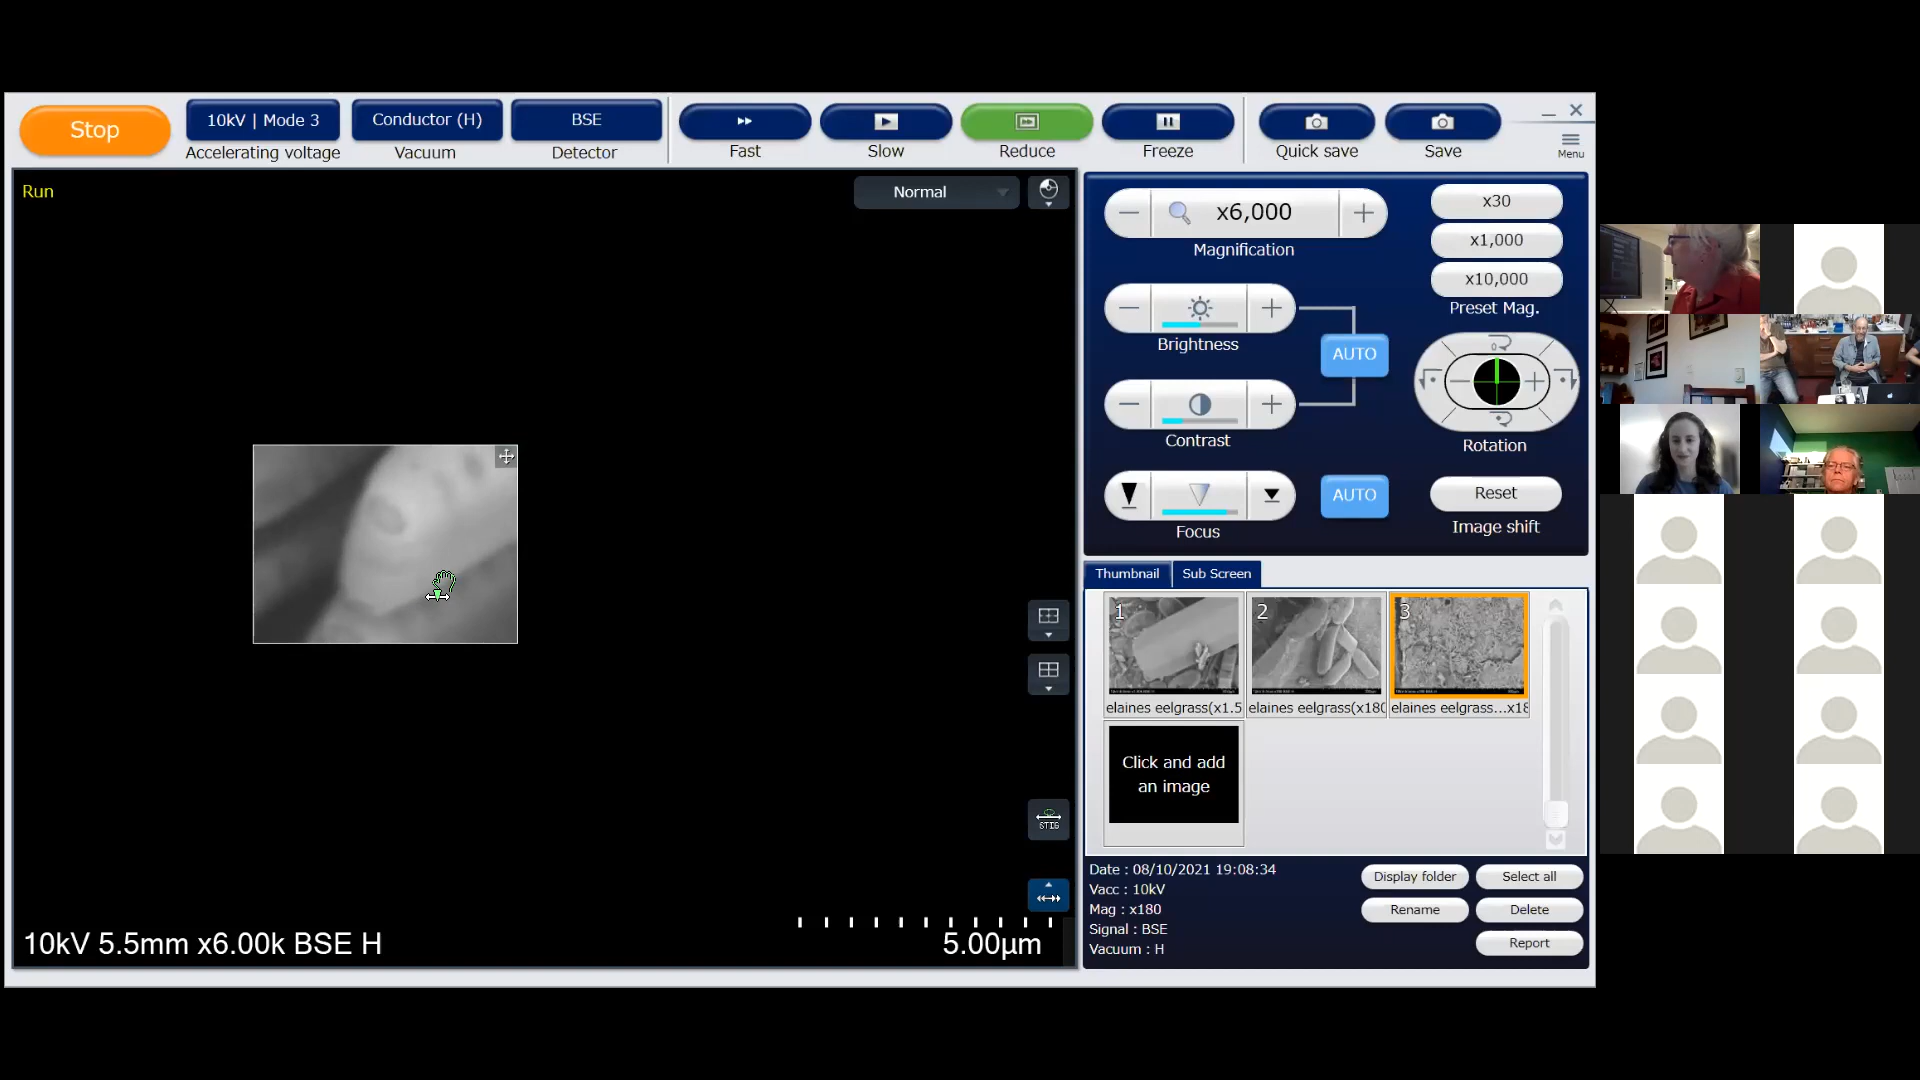 Stop
10kV | Mode 3
Accelerating voltage
Conductor (H)
Vacuum
BSE
Detector
Fast
Slow
Reduce
Freeze
Quick save
Save
Menu
Run
Normal
x6,000
Magnification
x30
x1,000
x10,000
Preset Mag.
Brightness
AUTO
Contrast
Rotation
AUTO
Focus
Reset
Image shift
Thumbnail
Sub Screen
1
2
3
elaines eelgrass(x1.5
elaines eelgrass(x180
elaines eelgrass...x18
Click and add
an image
STIG
Date : 08/10/2021 19:08:34
Vacc : 10kV
Mag : x180
Signal : BSE
Vacuum : H
Display folder
Select all
Rename
Delete
Report
10kV 5.5mm x6.00k BSE H
5.00µm